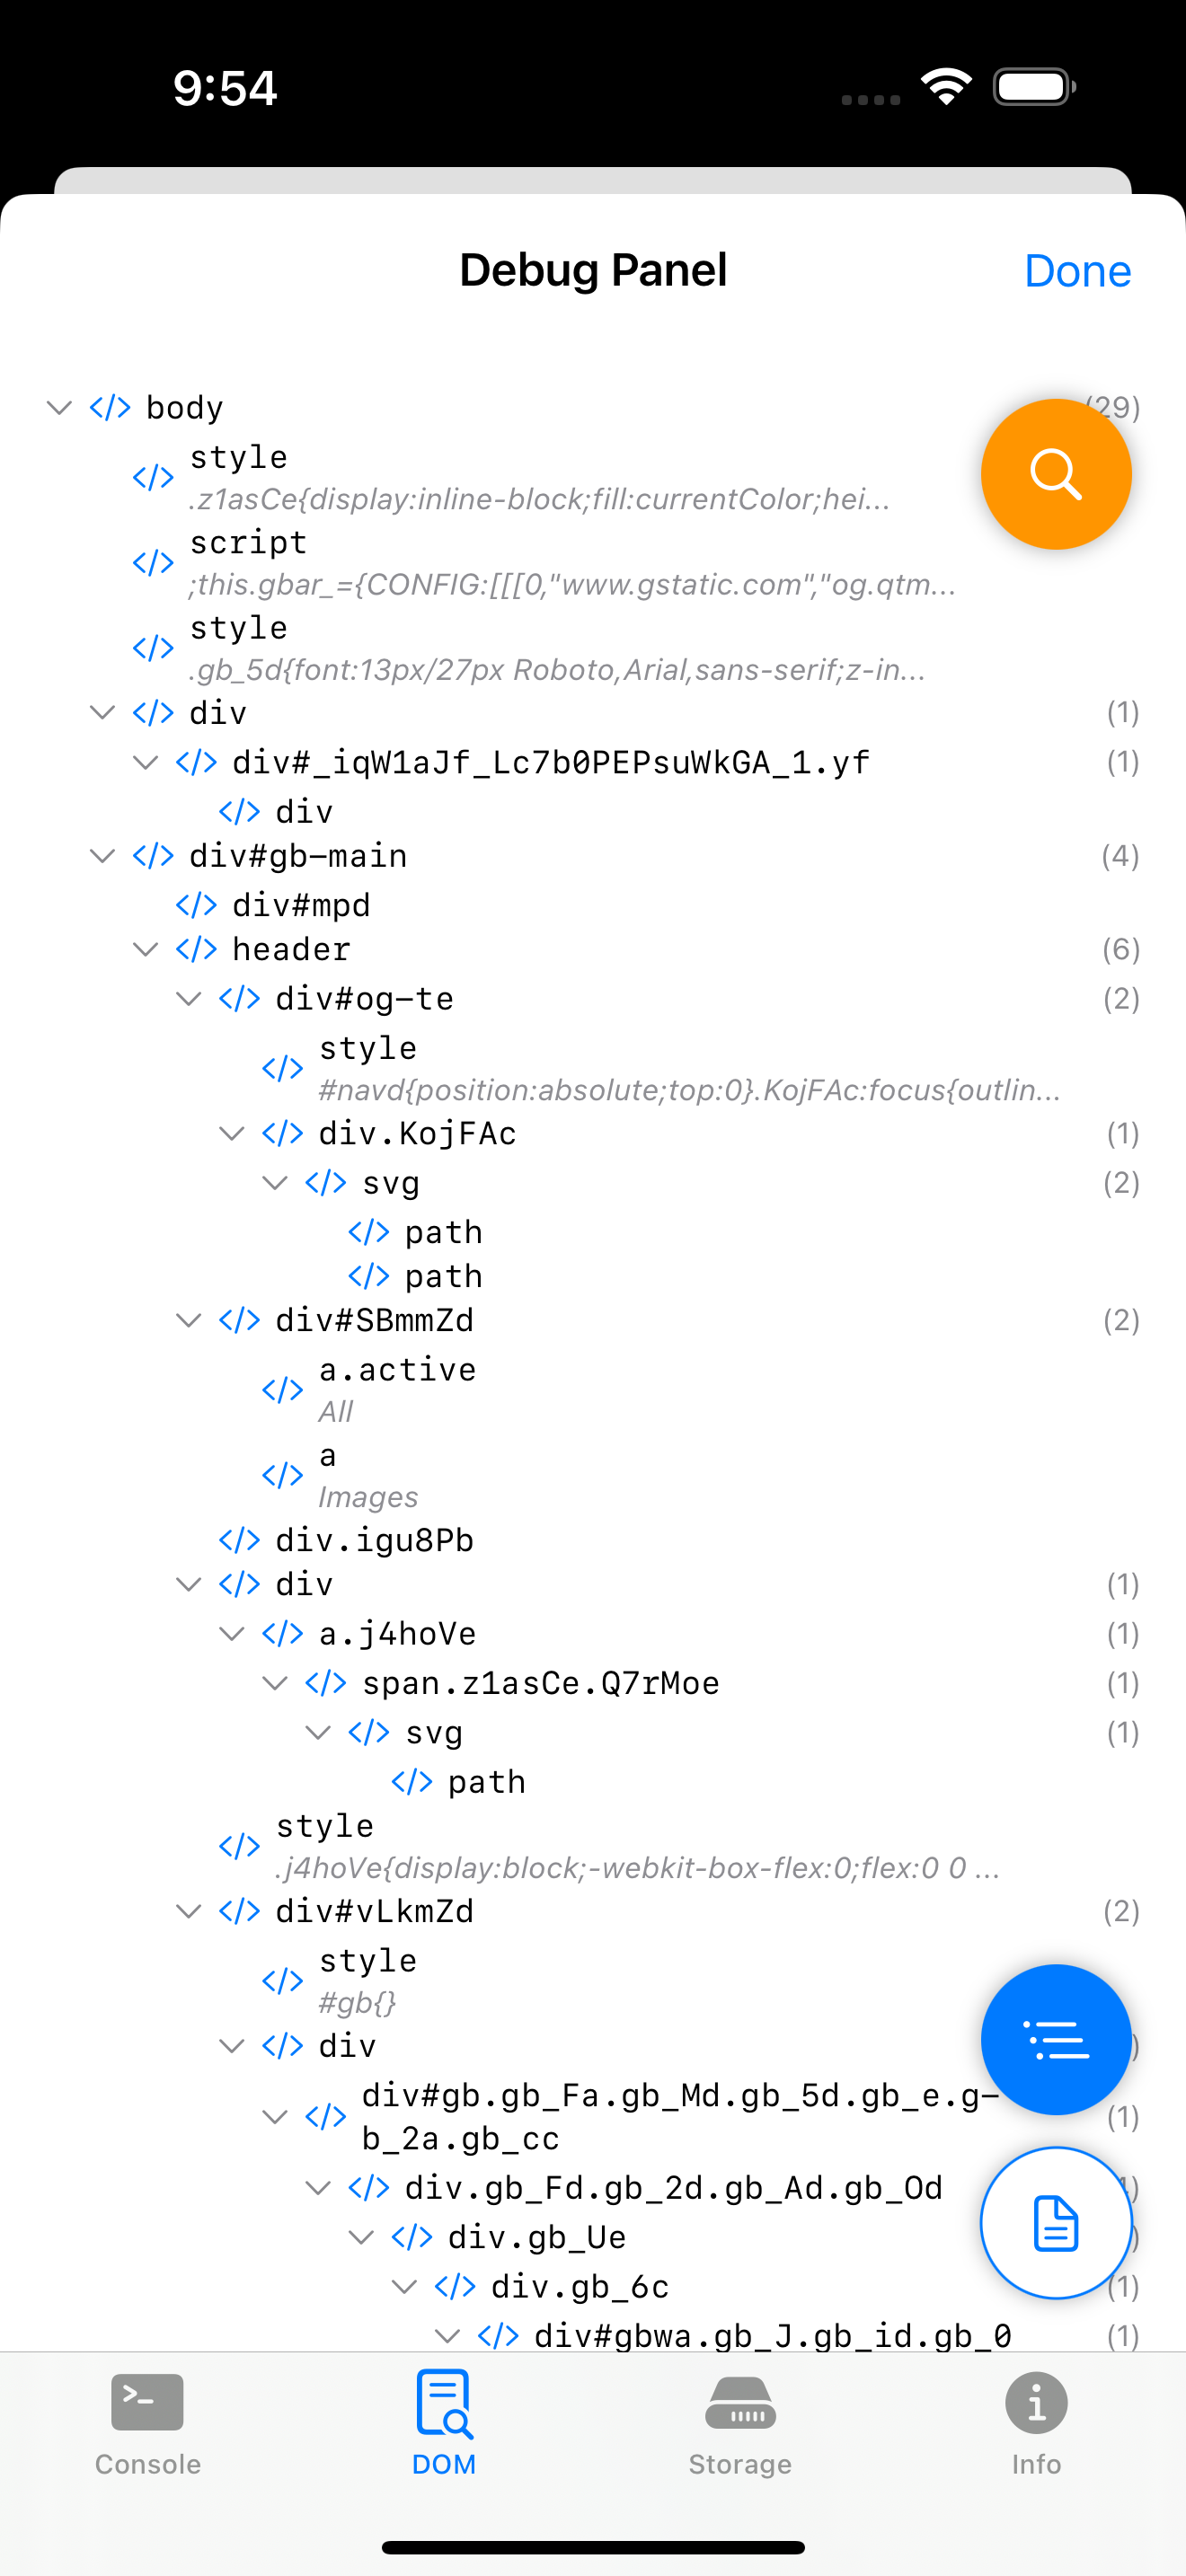 9:54
Debug Panel
Done
body (29)
style
.z1asCe{display:inline-block;fill:currentColor;hei...
script
;this.gbar_={CONFIG:[[[0,"www.gstatic.com","og.qtm...
style
.gb_5d{font:13px/27px Roboto,Arial,sans-serif;z-in...
div (1)
div#_iqW1aJf_Lc7b0PEPsuWkGA_1.yf (1)
div
div#gb-main (4)
div#mpd
header (6)
div#og-te (2)
style
#navd{position:absolute;top:0}.KojFAc:focus{outlin...
div.KojFAc (1)
svg (2)
path
path
div#SBmmZd (2)
a.active
All
a
Images
div.igu8Pb
div (1)
a.j4hoVe (1)
span.z1asCe.Q7rMoe (1)
svg (1)
path
style
.j4hoVe{display:block;-webkit-box-flex:0;flex:0 0 ...
div#vLkmZd (2)
style
#gb{}
div
div#gb.gb_Fa.gb_Md.gb_5d.gb_e.g-
b_2a.gb_cc (1)
div.gb_Fd.gb_2d.gb_Ad.gb_Od
div.gb_Ue
div.gb_6c (1)
div#gbwa.gb_J.gb_id.gb_0 (1)
Console
DOM
Storage
Info